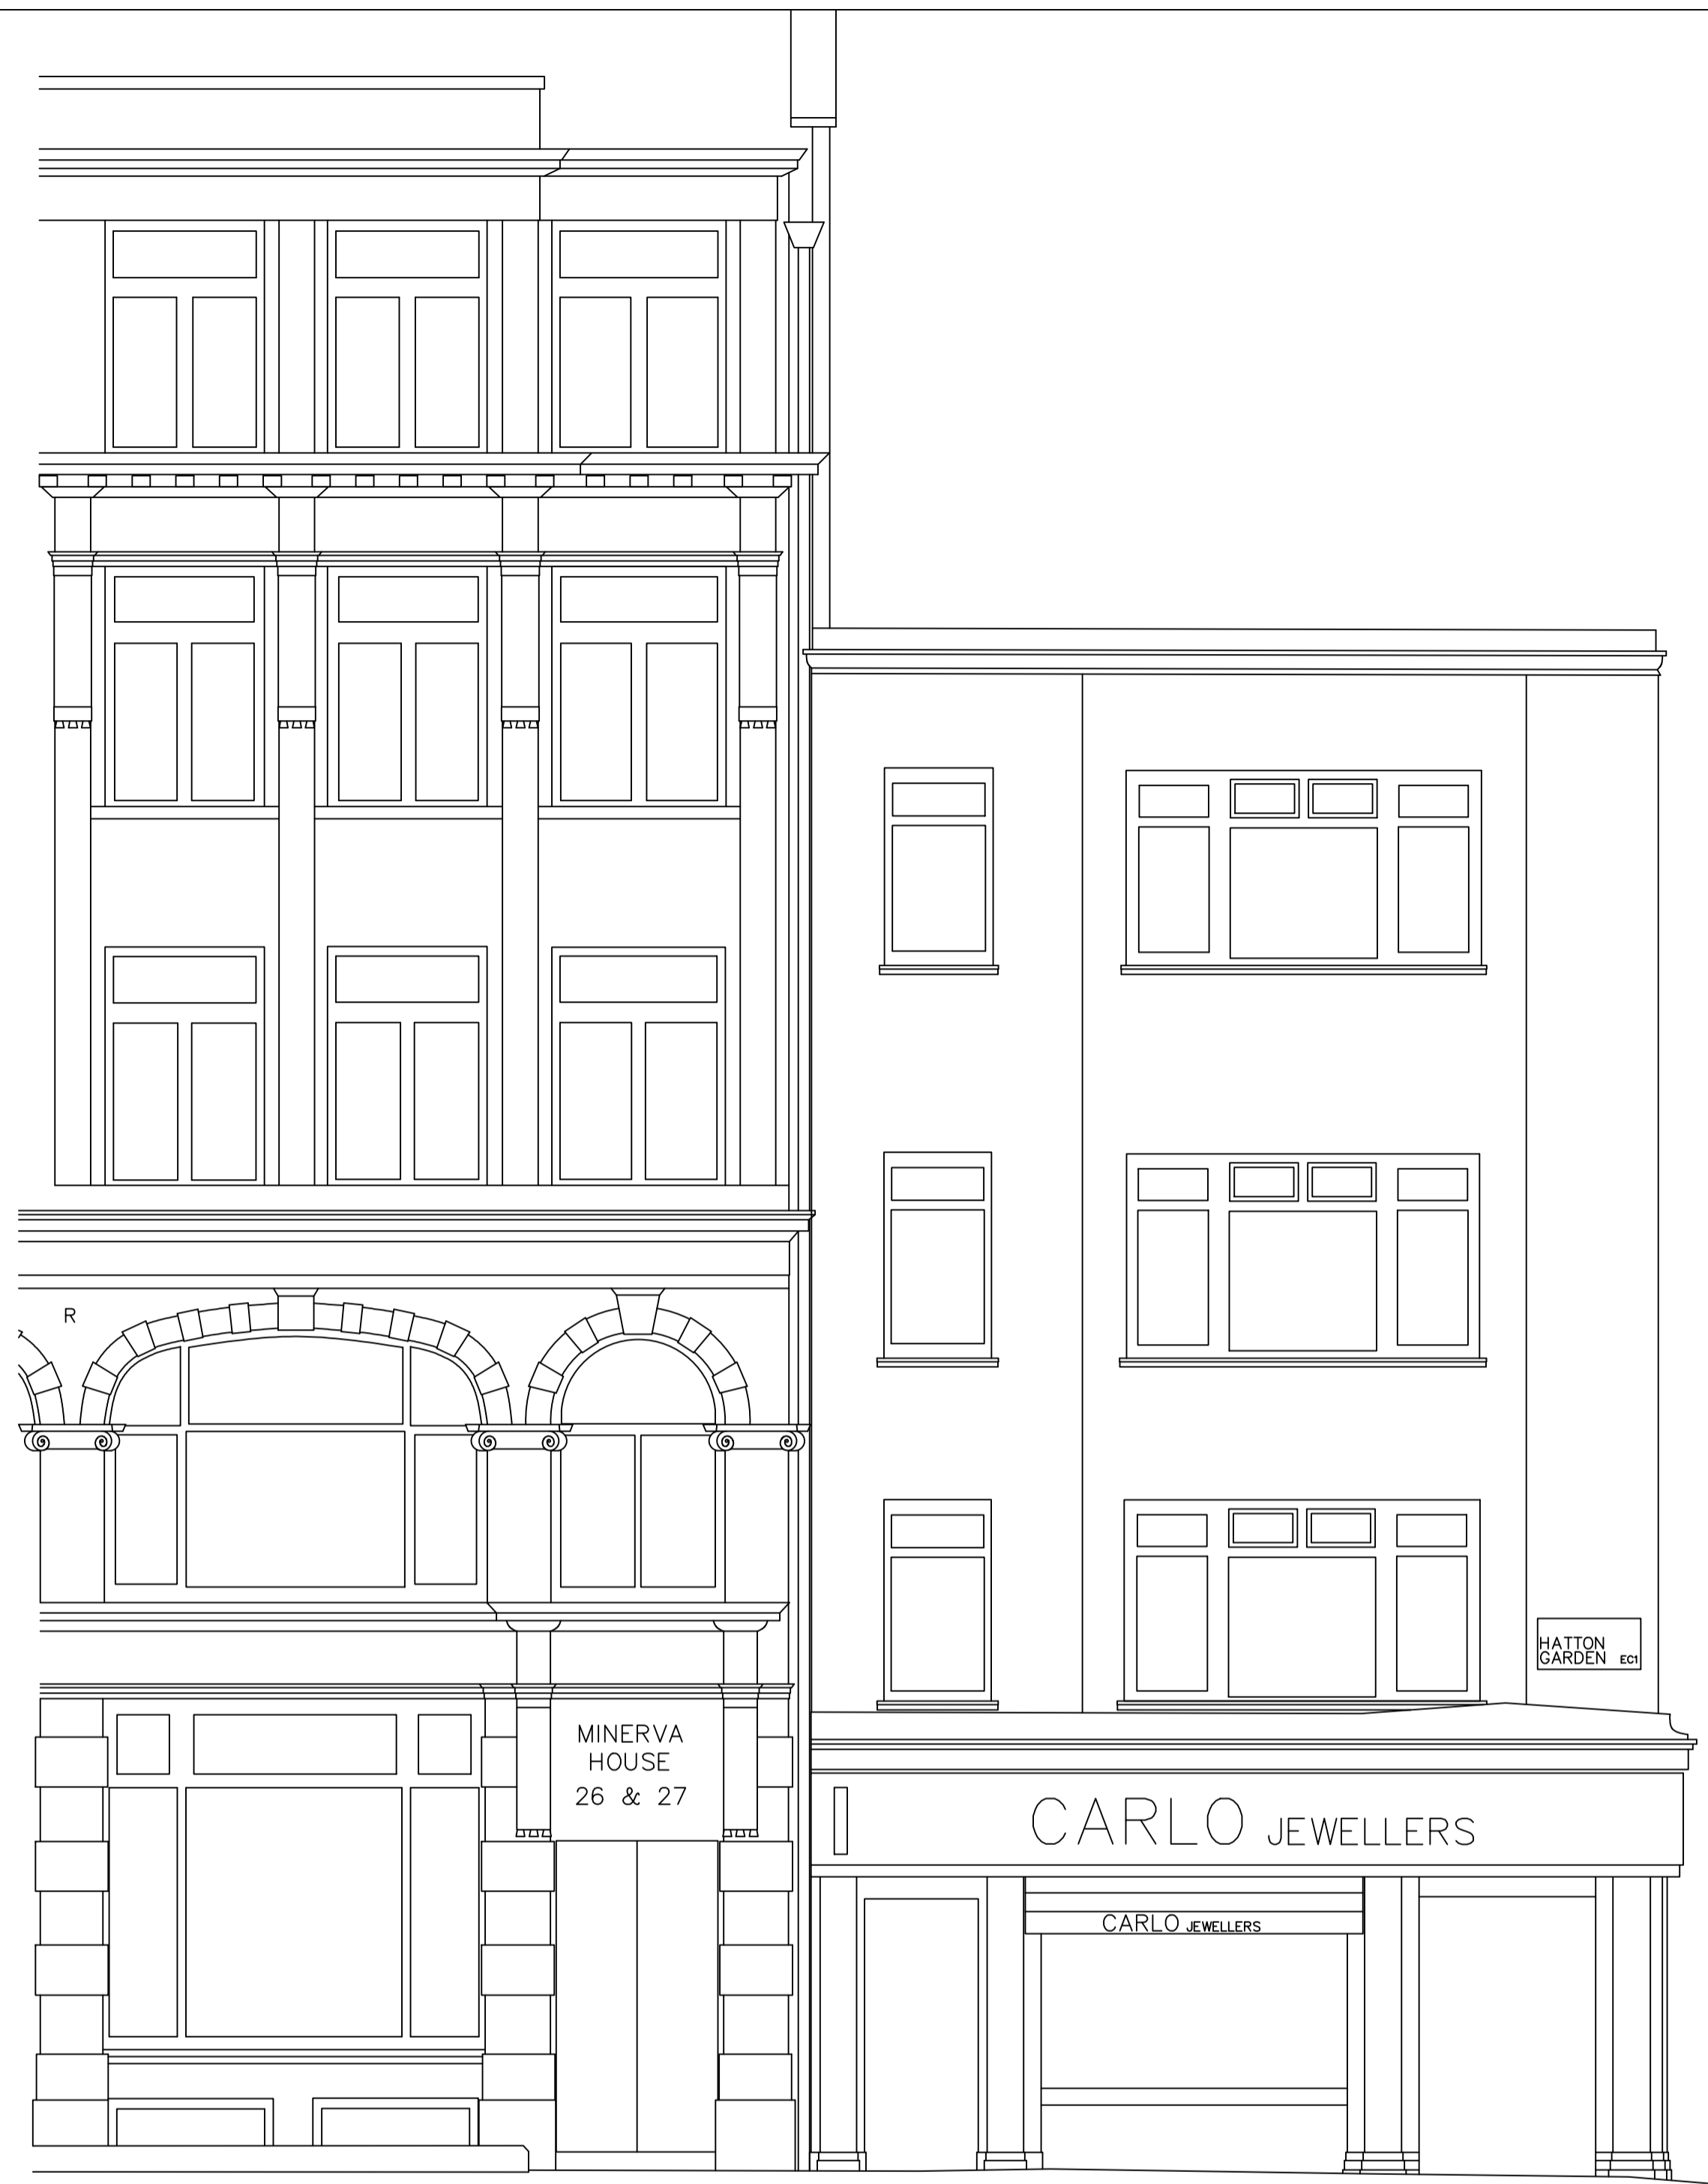 R
MINERVA
HOUSE
26 & 27
HATTON
GARDEN EC1
CARLO JEWELLERS
CARLO JEWELLERS